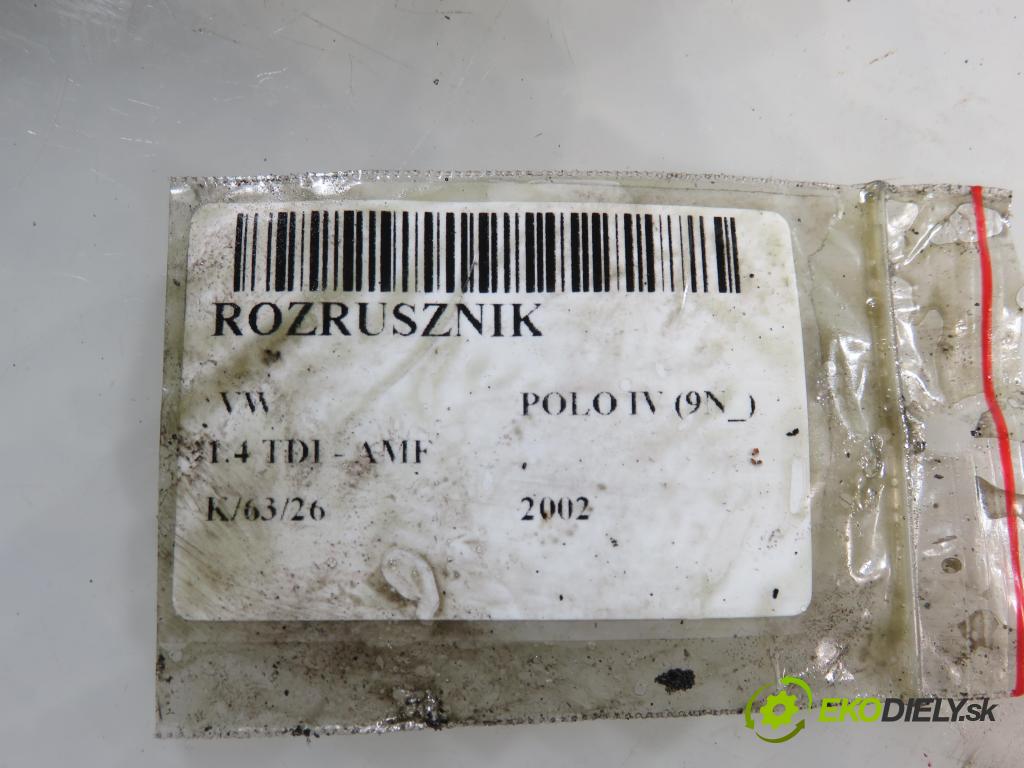 ROZRUSZNIK
VW POLO IV (9N_)
1.4 TDI - AMF
K/63/26 2002
EKODIELY.sk